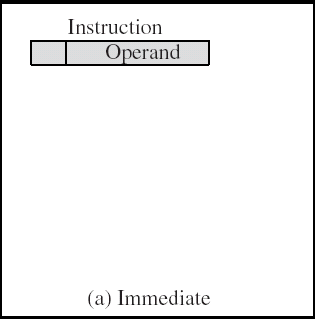 Instruction
Operand
(a) Immediate